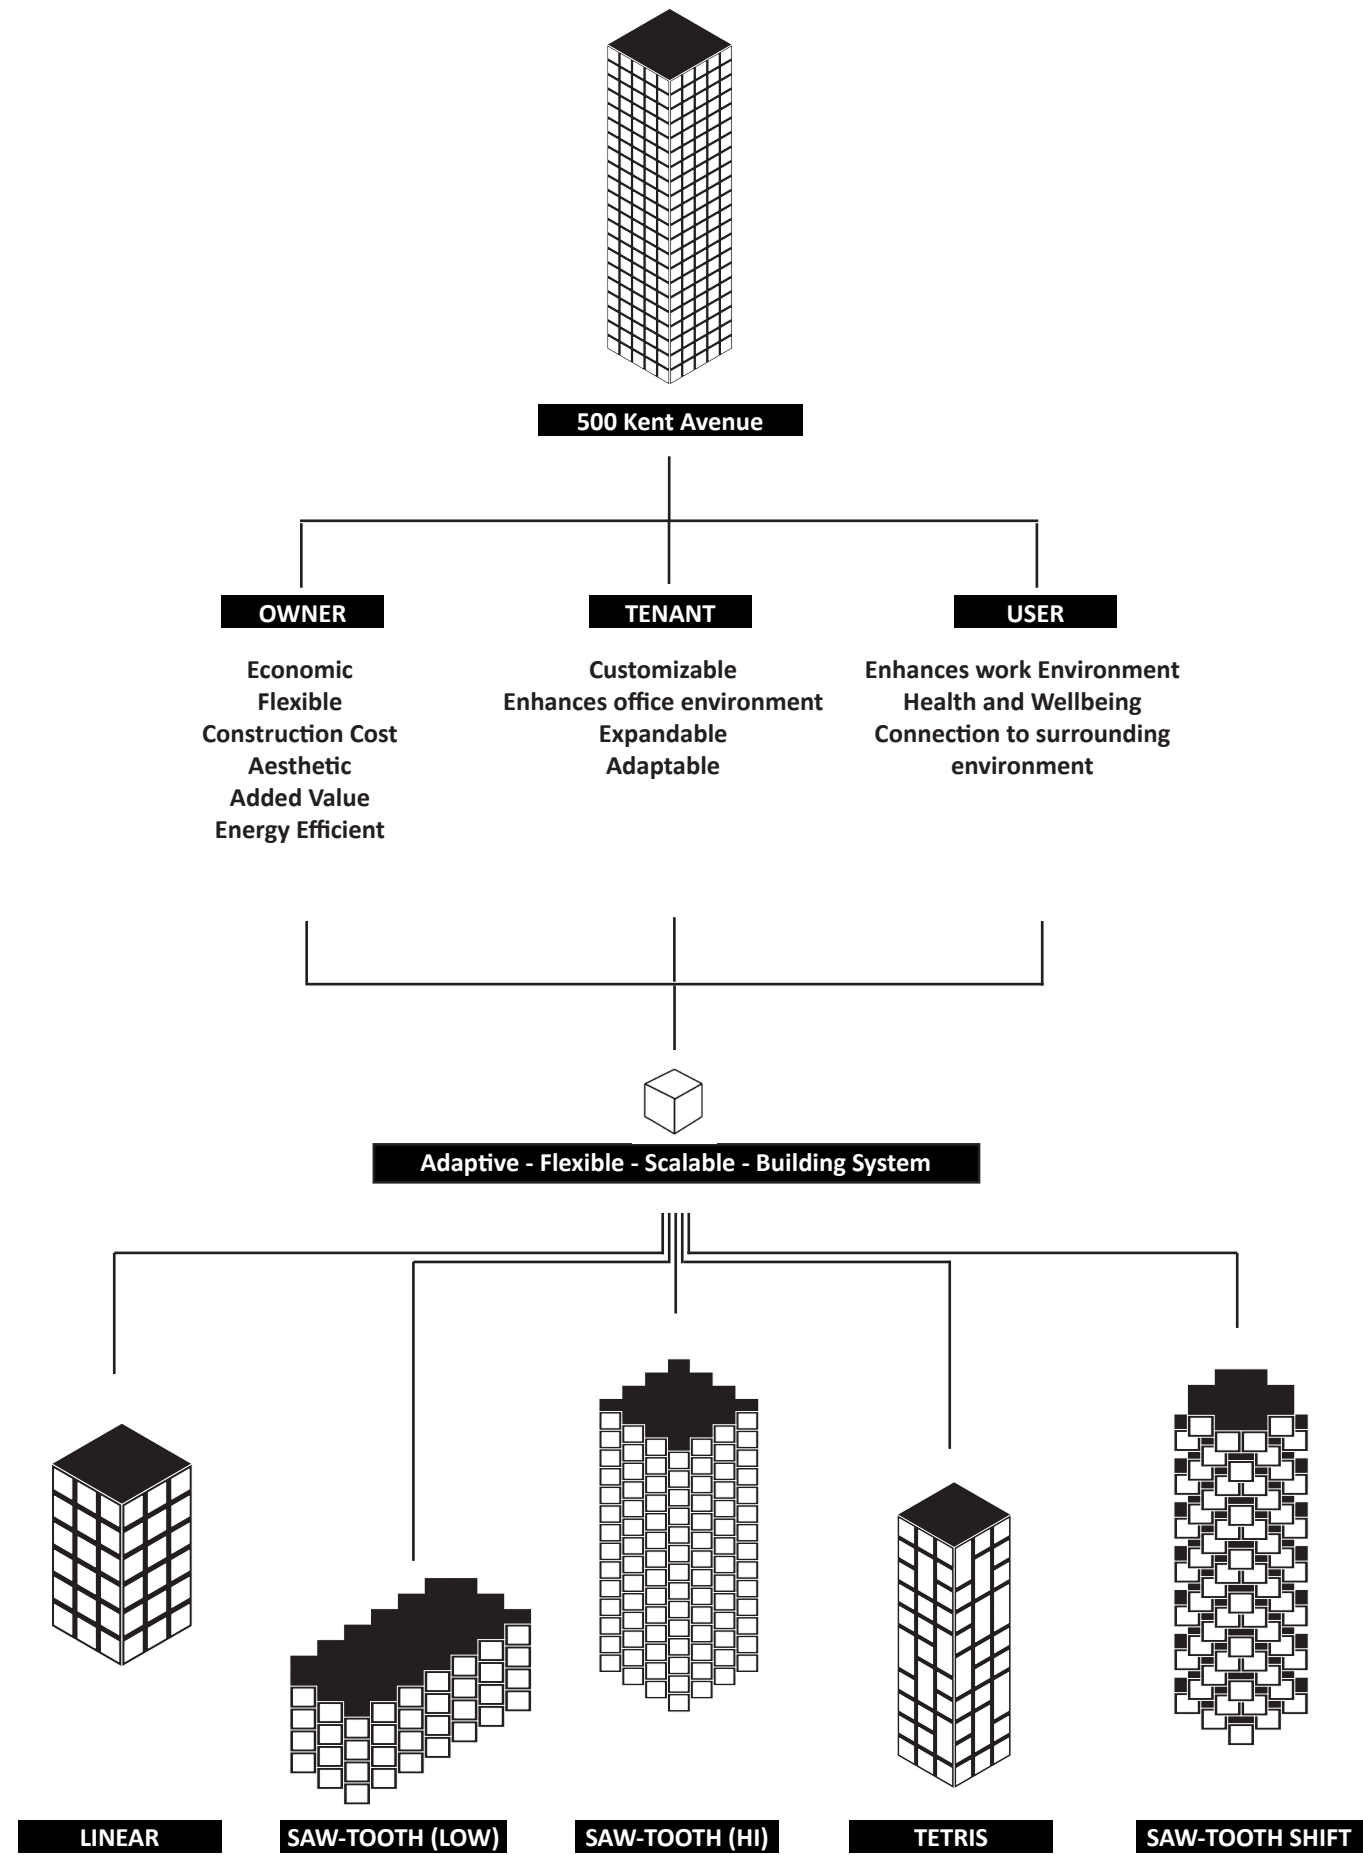 500 Kent Avenue
OWNER
Economic
Flexible
Construction Cost
Aesthetic
Added Value
Energy Efficient
TENANT
Customizable
Enhances office environment
Expandable
Adaptable
USER
Enhances work Environment
Health and Wellbeing
Connection to surrounding
environment
Adaptive - Flexible - Scalable - Building System
LINEAR
SAW-TOOTH (LOW)
SAW-TOOTH (HI)
TETRIS
SAW-TOOTH SHIFT